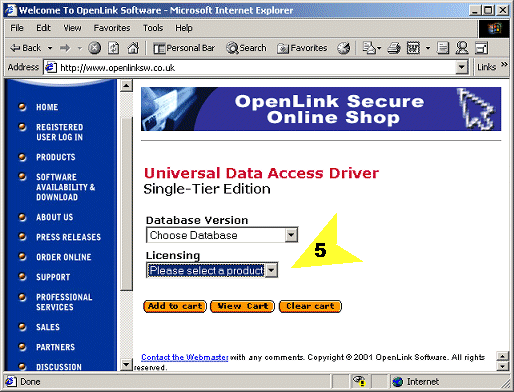 Welcome To OpenLink Software - Microsoft Internet Explorer
File Edit View Favorites Tools Help
Back Personal Bar Search Favorites
Address http://www.openlinksw.co.uk Links »
HOME
REGISTERED
USER LOG IN
PRODUCTS
SOFTWARE
AVAILABILITY &
DOWNLOAD
ABOUT US
PRESS RELEASES
ORDER ONLINE
SUPPORT
PROFESSIONAL
SERVICES
SALES
PARTNERS
DISCUSSION
OpenLink Secure
Online Shop
Universal Data Access Driver
Single-Tier Edition
Database Version
Choose Database
Licensing
Please select a product
5
Add to cart View Cart Clear cart
Contact the Webmaster with any comments. Copyright © 2001 OpenLink Software. All rights
reserved.
Done Internet